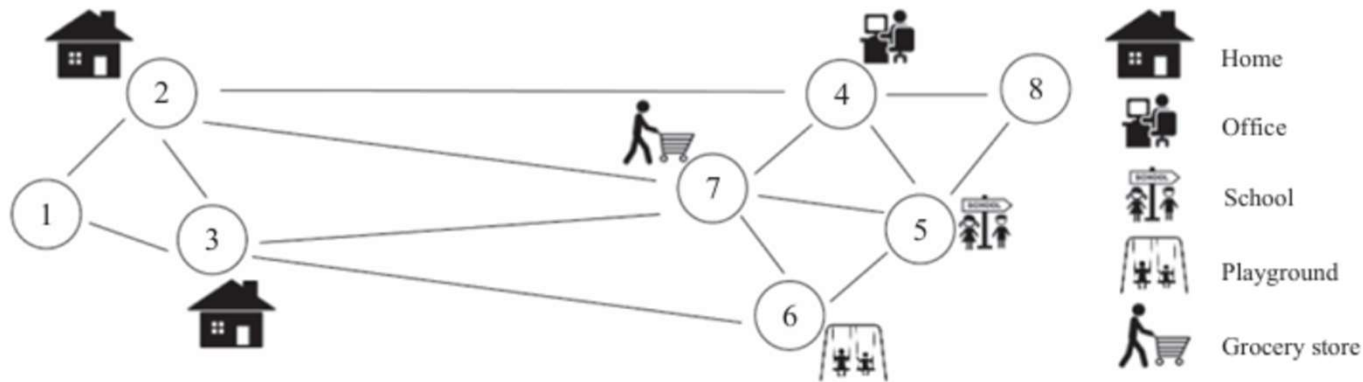 2
4
8
Home
Office
7
SCHOOL
School
1
3
5
SCHOOL
Playground
6
Grocery store